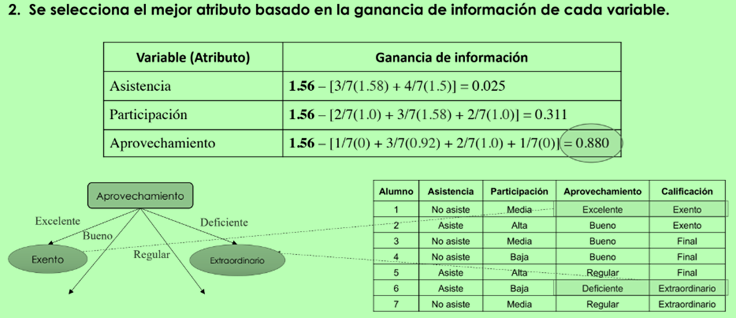 2. Se selecciona el mejor atributo basado en la ganancia de información de cada variable.
Variable (Atributo) Ganancia de información
Asistencia 1.56 – [3/7(1.58) + 4/7(1.5)] = 0.025
Participación 1.56 – [2/7(1.0) + 3/7(1.58) + 2/7(1.0)] = 0.311
Aprovechamiento 1.56 – [1/7(0) + 3/7(0.92) + 2/7(1.0) + 1/7(0)] = 0.880
Aprovechamiento
Excelente
Deficiente
Bueno
Regular
Exento
Extraordinario
Alumno Asistencia Participación Aprovechamiento Calificación
1 No asiste Media Excelente Exento
2 Asiste Alta Bueno Exento
3 No asiste Media Bueno Final
4 No asiste Baja Bueno Final
5 Asiste Alta Regular Final
6 Asiste Baja Deficiente Extraordinario
7 No asiste Media Regular Extraordinario